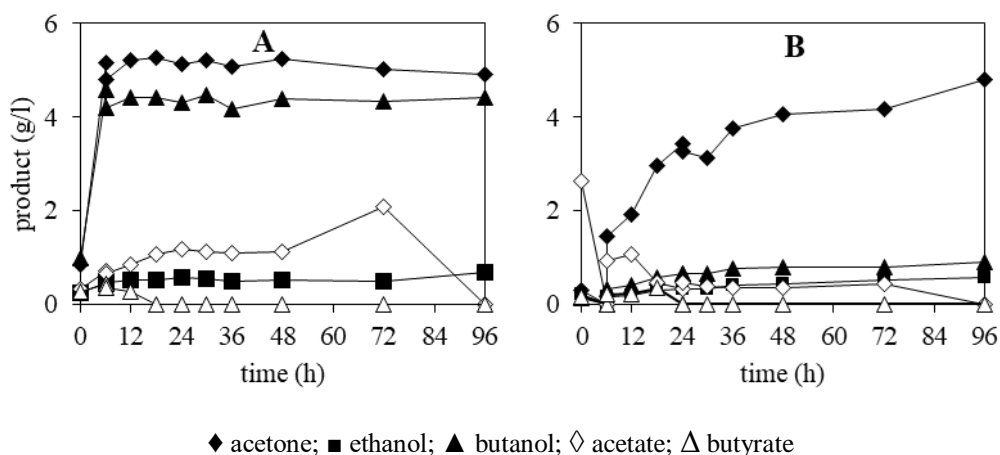 A
B
product (g/l)
6
4
2
0
0 12 24 36 48 60 72 84 96
time (h)
6
4
2
0
0 12 24 36 48 60 72 84 96
time (h)
◆ acetone; ■ ethanol; ▲ butanol; ◊ acetate; Δ butyrate